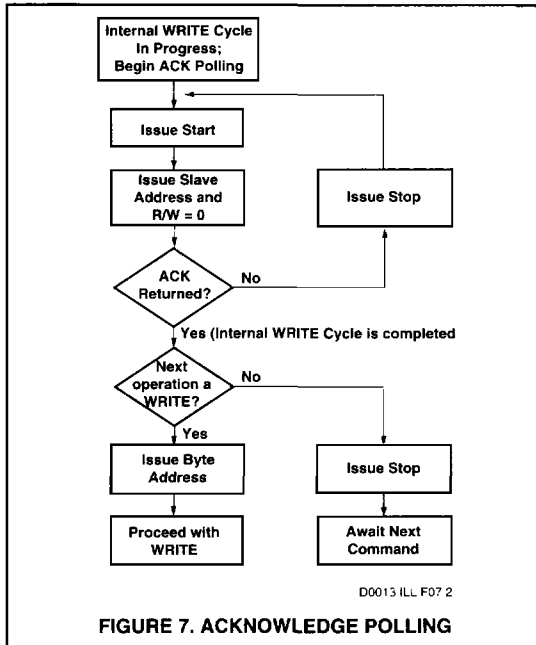 Internal WRITE Cycle
In Progress;
Begin ACK Polling
Issue Start
Issue Slave
Address and
R/W = 0
Issue Stop
ACK
Returned?
No
Yes (Internal WRITE Cycle is completed
Next
operation a
WRITE?
No
Yes
Issue Byte
Address
Issue Stop
Proceed with
WRITE
Await Next
Command
D0013 ILL F07 2
FIGURE 7. ACKNOWLEDGE POLLING